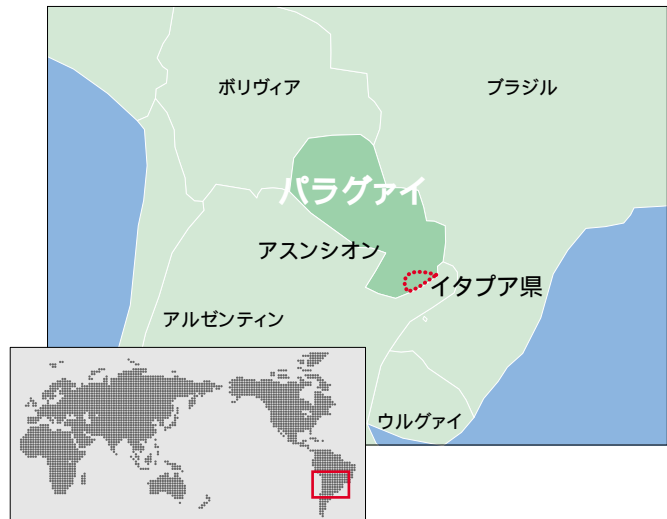 ボリヴィア
ブラジル
パラグァイ
アスンシオン
イタプア県
アルゼンティン
ウルグァイ